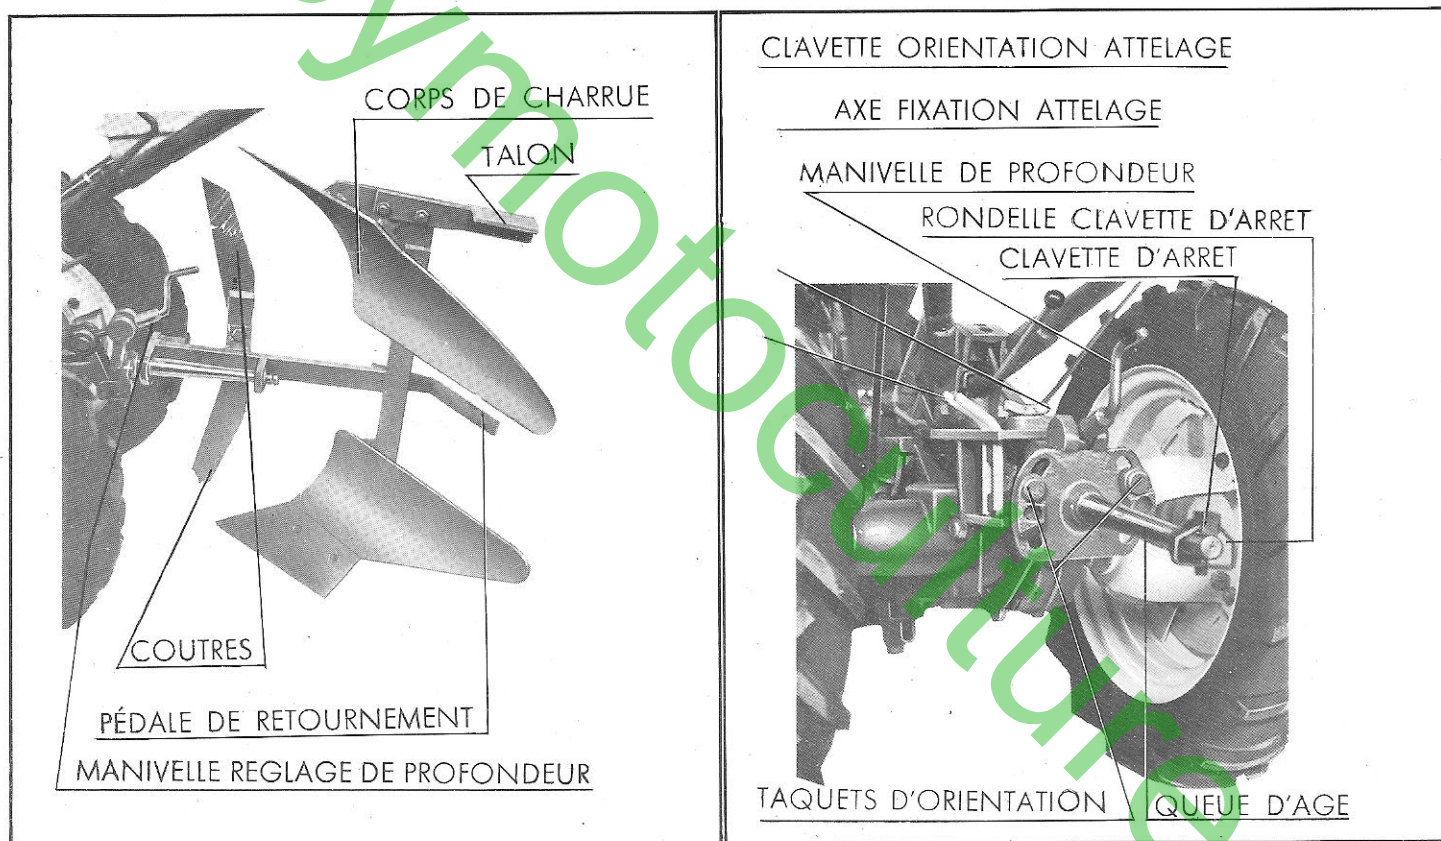 CORPS DE CHARRUE
TALON
COUTRES
PÉDALE DE RETOURNEMENT
MANIVELLE REGLAGE DE PROFONDEUR
CLAVETTE ORIENTATION ATTELAGE
AXE FIXATION ATTELAGE
MANIVELLE DE PROFONDEUR
RONDELLE CLAVETTE D'ARRET
CLAVETTE D'ARRET
TAQUETS D'ORIENTATION
QUEUE D'AGE
ymotoculture